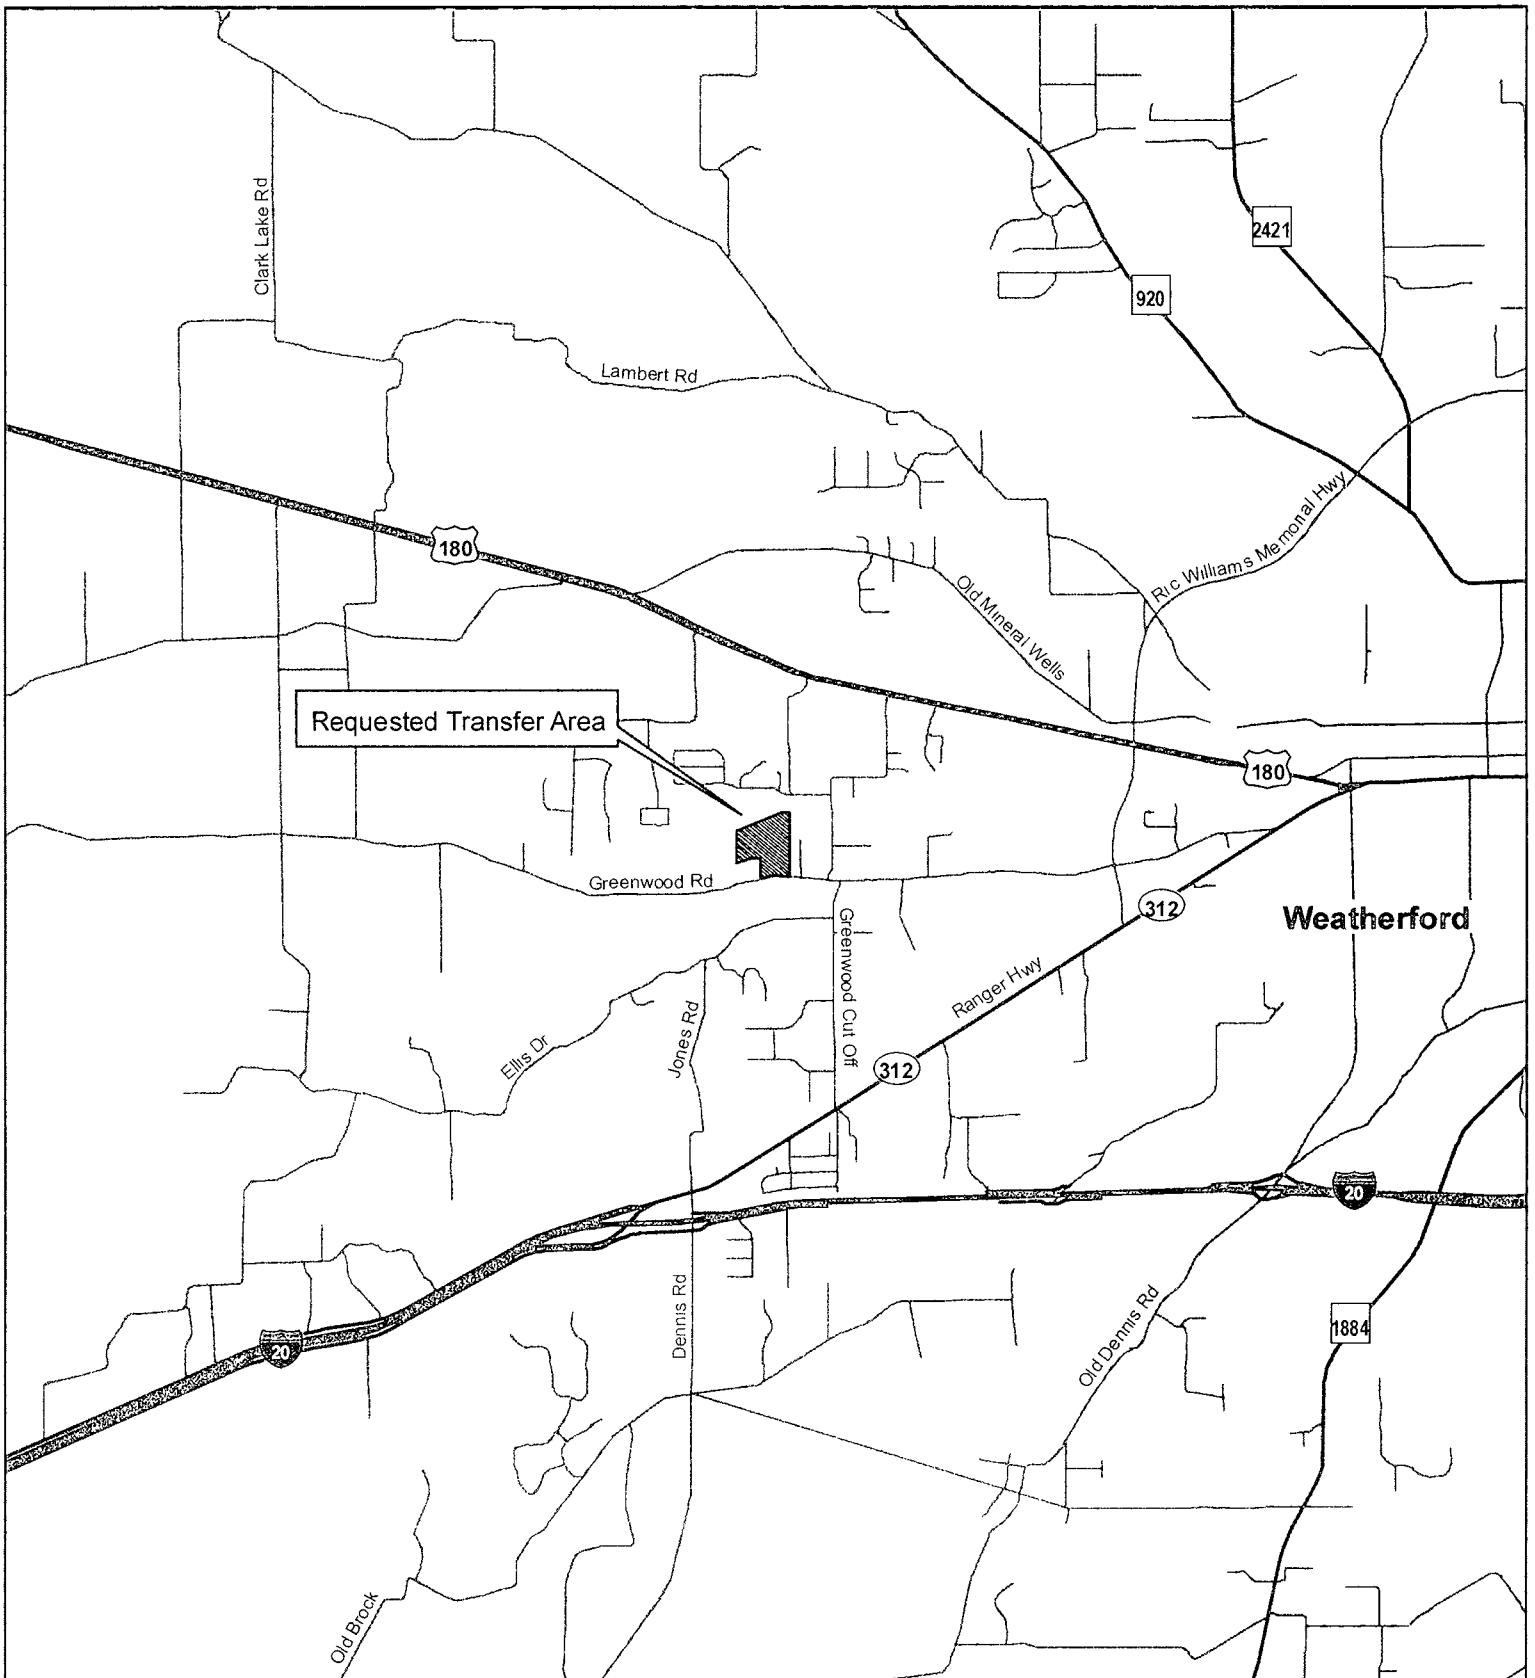 Clark Lake Rd
2421
920
Lambert Rd
Ric Williams Memorial Hwy
180
Old Mineral Wells
Requested Transfer Area
180
Greenwood Rd
312
Weatherford
Greenwood Cut Off
Ranger Hwy
Jones Rd
Ellis Dr
312
20
Dennis Rd
Old Dennis Rd
1884
20
Old Brock